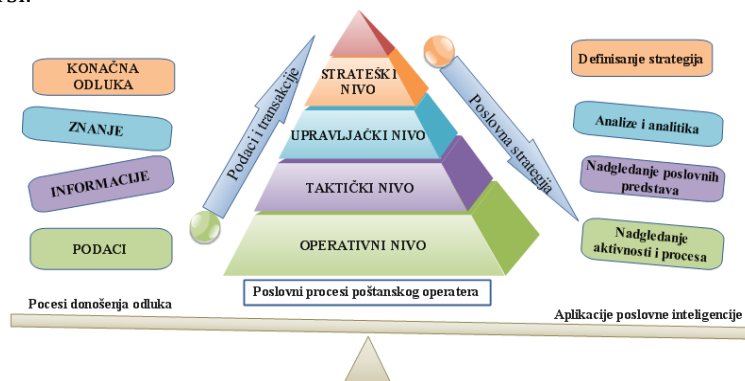 KONAČNA
ODLUKA
ZNANJE
INFORMACIJE
PODACI
Podaci i transakcije
STRATEŠKI
NIVO
UPRAVLJAČKI NIVO
TAKTIČKI NIVO
OPERATIVNI NIVO
Poslovna strategija
Definisanje strategija
Analize i analitika
Nadgledanje poslovnih
predstava
Nadgledanje
aktivnosti i procesa
Poslovni procesi poštanskog operatera
Pocesi donošenja odluka
Aplikacije poslovne inteligencije